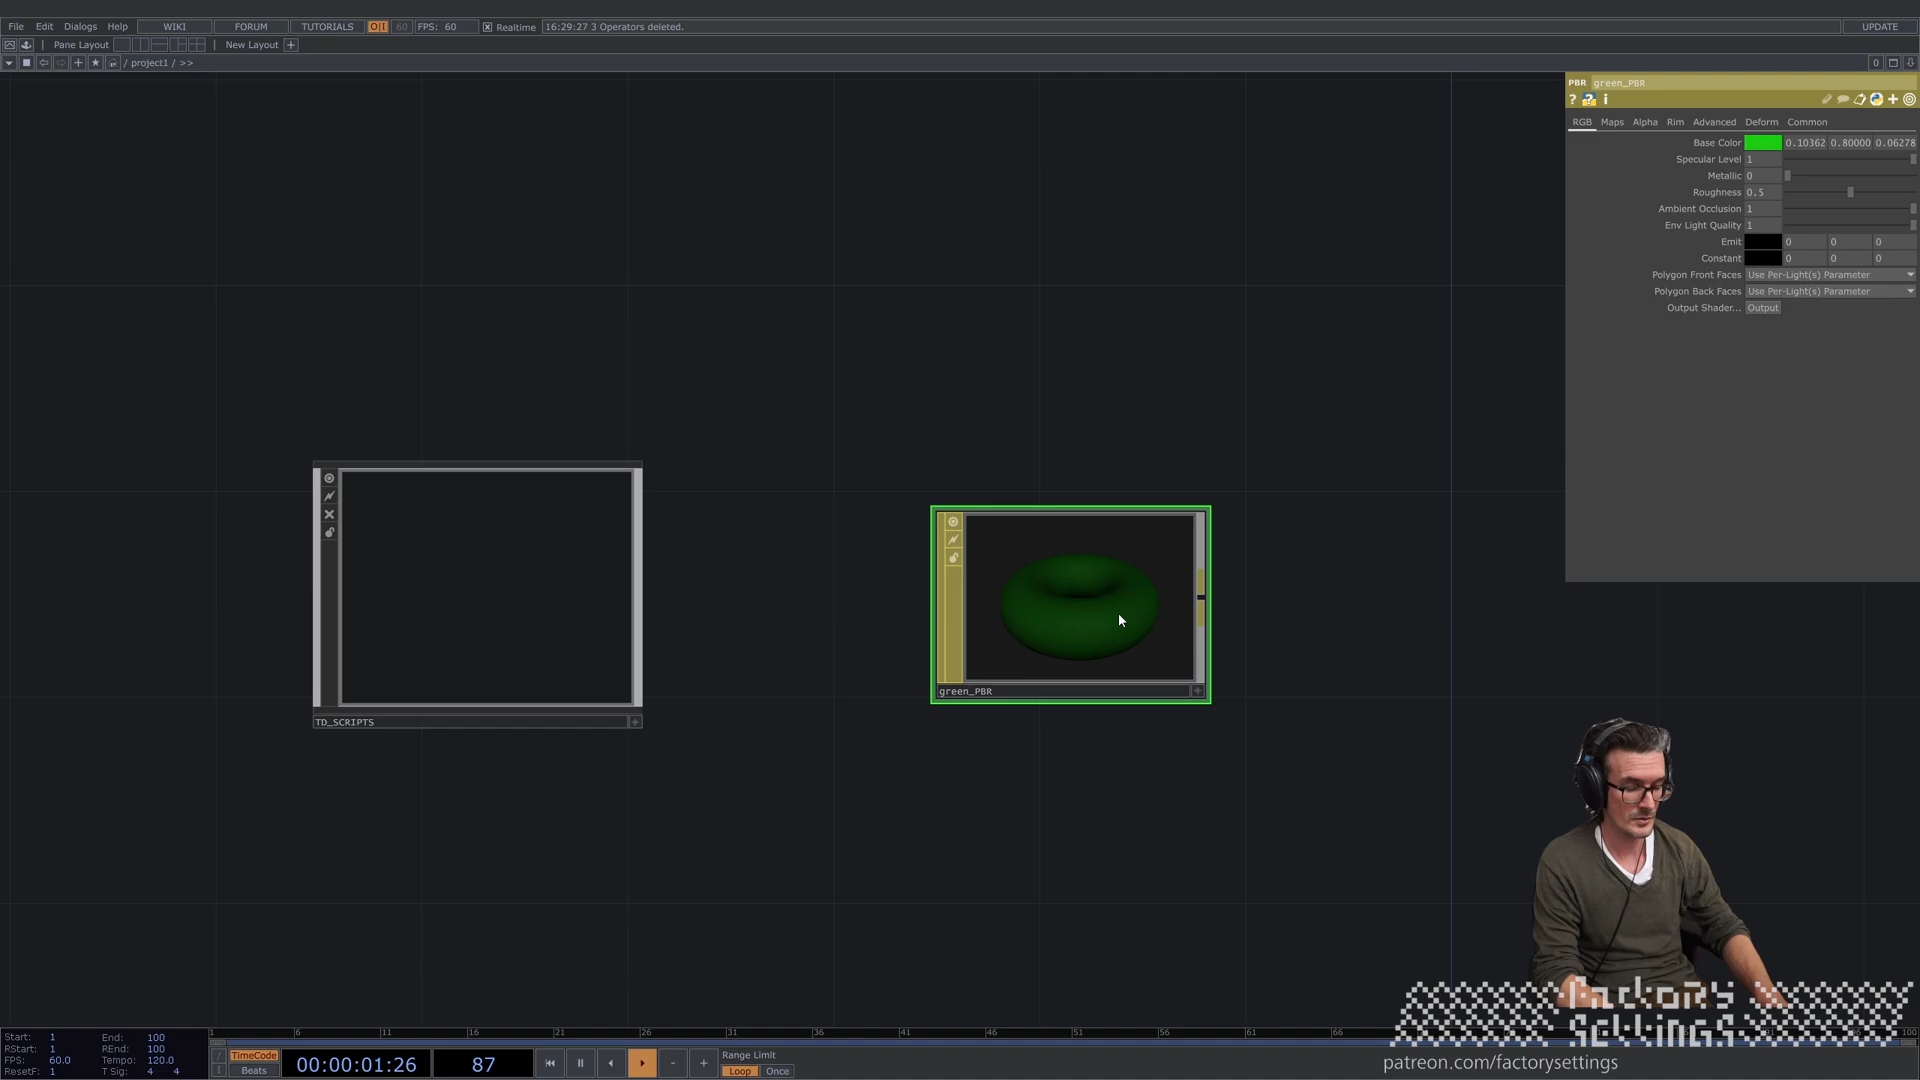 File Edit Dialogs Help WIKI FORUM TUTORIALS O|I 60 FPS: 60 Realtime 16:29:27 3 Operators deleted. UPDATE
Pane Layout New Layout +
/ project1 / >> 0
PBR green_PBR
? i
RGB Maps Alpha Rim Advanced Deform Common
Base Color 0.10362 0.80000 0.06278
Specular Level 1
Metallic 0
Roughness 0.5
Ambient Occlusion 1
Env Light Quality 1
Emit 0 0 0
Constant 0 0 0
Polygon Front Faces Use Per-Light(s) Parameter
Polygon Back Faces Use Per-Light(s) Parameter
Output Shader... Output
green_PBR
TD_SCRIPTS
Factory
Settings
patreon.com/factorysettings
1 6 11 16 21 26 31 36 41 46 51 56 61 66 91 100
Start: 1 End: 100
RStart: 1 REnd: 100
FPS: 60.0 Tempo: 120.0
ResetF: 1 T Sig: 4 4
TimeCode
Beats
00:00:01:26 87
- +
Range Limit
Loop Once